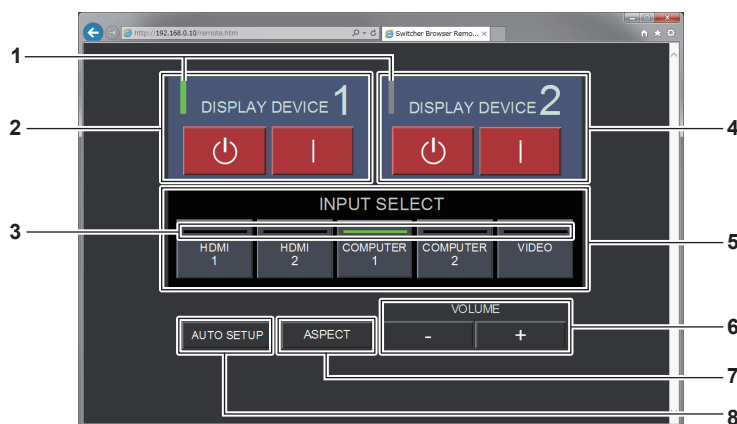 http://192.168.0.10/remote.htm
Switcher Browser Remo...
1
2
3
4
5
6
7
8
DISPLAY DEVICE 1
DISPLAY DEVICE 2
INPUT SELECT
HDMI 1
HDMI 2
COMPUTER 1
COMPUTER 2
VIDEO
VOLUME
AUTO SETUP
ASPECT
-
+